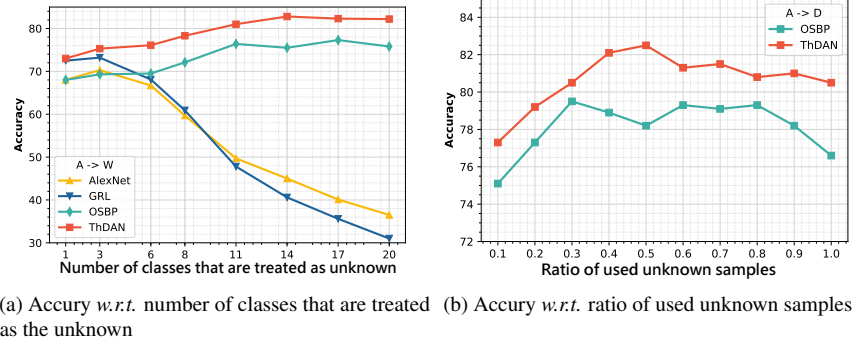 80
70
60
50
40
30
Accuracy
A -> W
AlexNet
GRL
OSBP
ThDAN
1 3 6 8 11 14 17 20
Number of classes that are treated as unknown
84
82
80
78
76
74
72
Accuracy
A -> D
OSBP
ThDAN
0.1 0.2 0.3 0.4 0.5 0.6 0.7 0.8 0.9 1.0
Ratio of used unknown samples
(a) Accury w.r.t. number of classes that are treated
as the unknown
(b) Accury w.r.t. ratio of used unknown samples